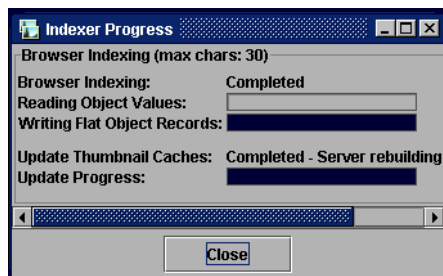 Indexer Progress
Browser Indexing (max chars: 30)
Browser Indexing: Completed
Reading Object Values:
Writing Flat Object Records:
Update Thumbnail Caches: Completed - Server rebuilding
Update Progress:
Close